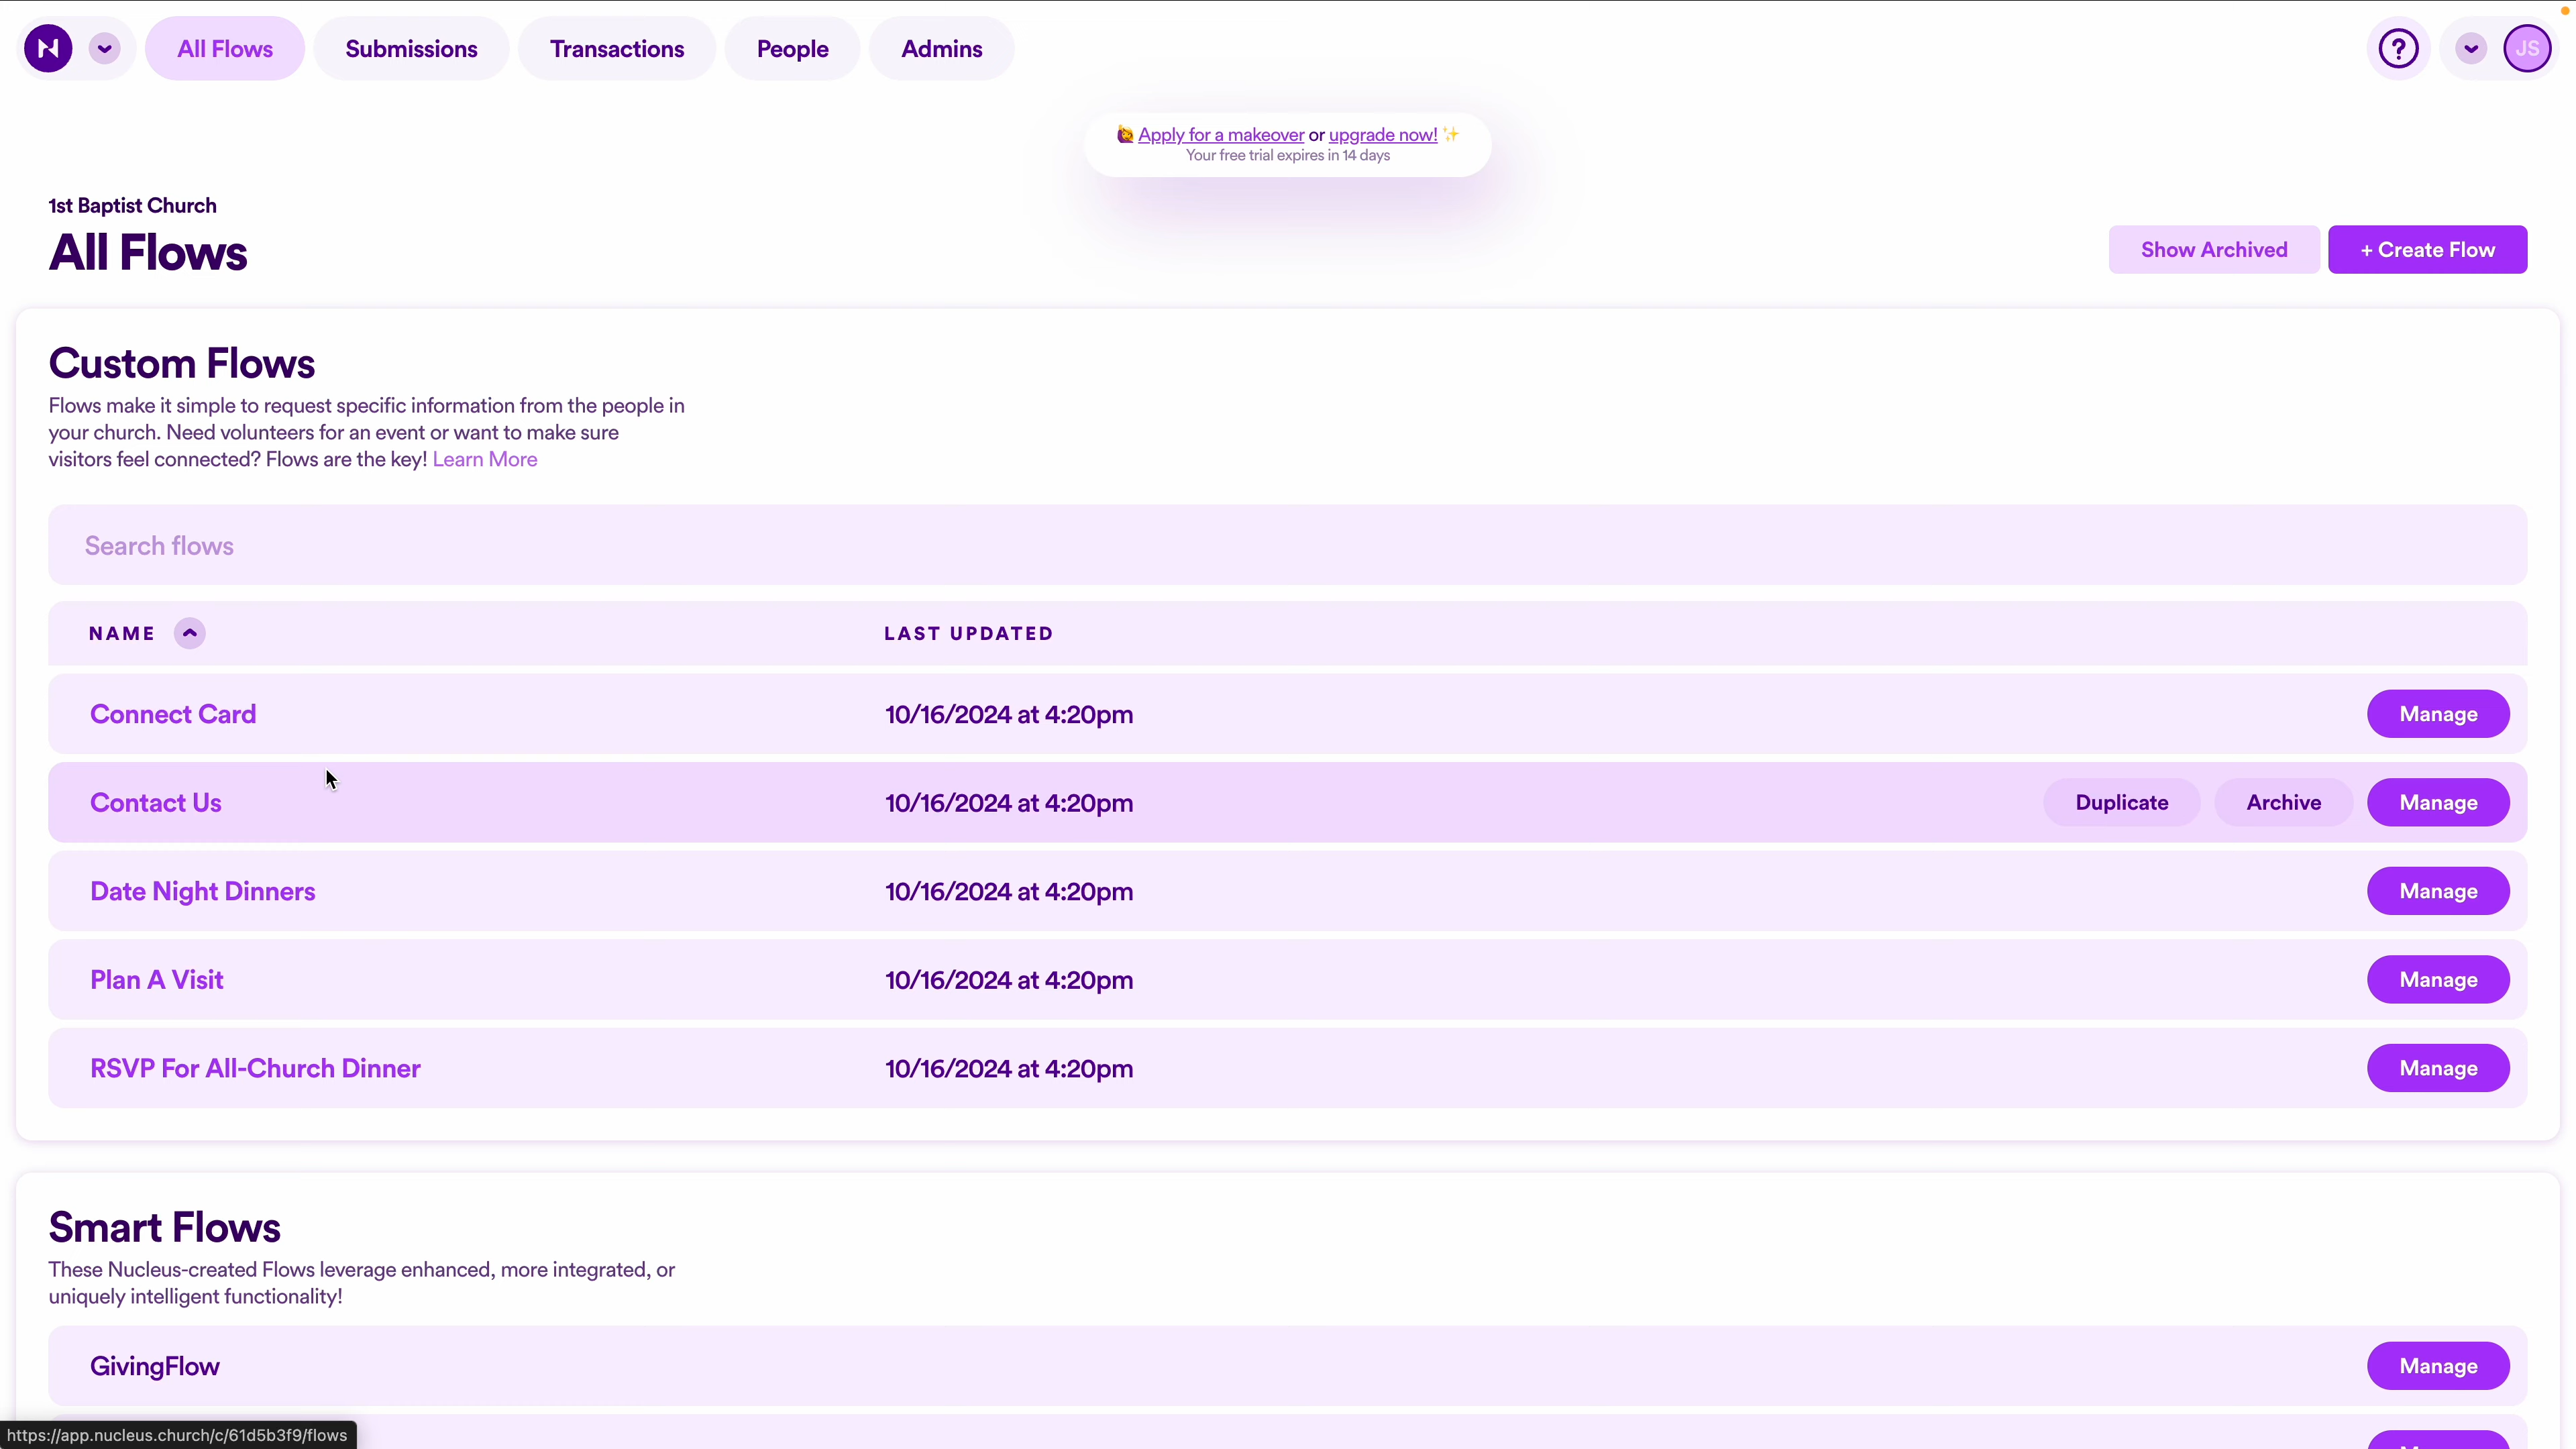 All Flows
Submissions
Transactions
People
Admins
?
JS
🙋 Apply for a makeover or upgrade now! ✨
Your free trial expires in 14 days
1st Baptist Church
All Flows
Show Archived
+ Create Flow
Custom Flows
Flows make it simple to request specific information from the people in
your church. Need volunteers for an event or want to make sure
visitors feel connected? Flows are the key! Learn More
Search flows
NAME
LAST UPDATED
Connect Card
10/16/2024 at 4:20pm
Manage
Contact Us
10/16/2024 at 4:20pm
Duplicate
Archive
Manage
Date Night Dinners
10/16/2024 at 4:20pm
Manage
Plan A Visit
10/16/2024 at 4:20pm
Manage
RSVP For All-Church Dinner
10/16/2024 at 4:20pm
Manage
Smart Flows
These Nucleus-created Flows leverage enhanced, more integrated, or
uniquely intelligent functionality!
GivingFlow
Manage
https://app.nucleus.church/c/61d5b3f9/flows